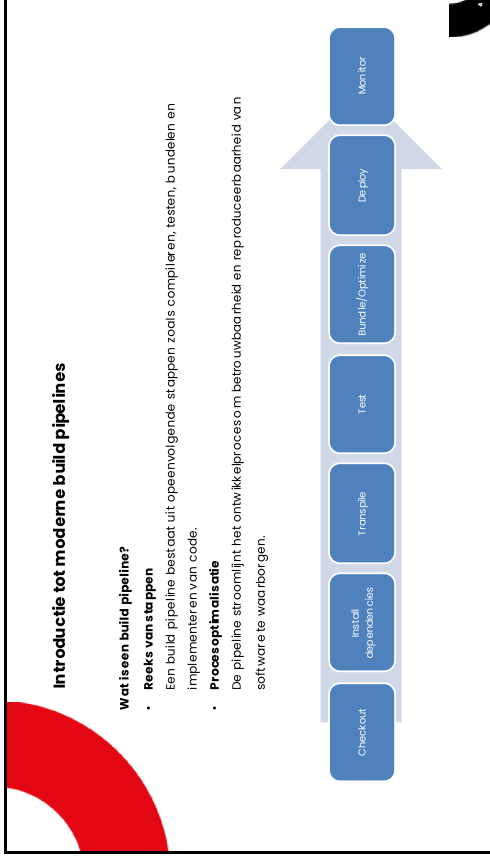 Introductie tot moderne build pipelines
Wat is een build pipeline?
• Reeks van stappen
Een build pipeline bestaat uit opeenvolgende stappen zoals compileren, testen, bundelen en
implementeren van code.
• Procesoptimalisatie
De pipeline stroomlijnt het ontwikkelproces om betrouwbaarheid en reproduceerbaarheid van
software te waarborgen.
Checkout
Install
dependencies
Transpile
Test
Bundle/Optimize
Deploy
Monitor
4